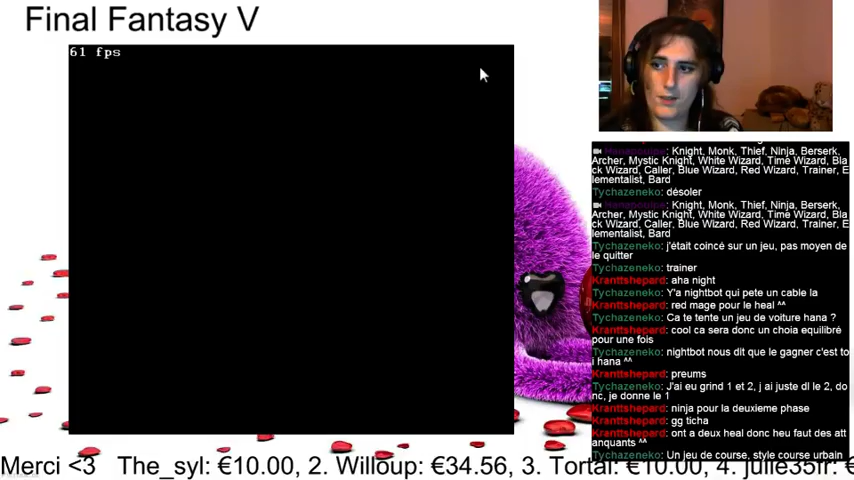 Final Fantasy V
61 fps
: Knight, Monk, Thief, Ninja, Berserk,
Archer, Mystic Knight, White Wizard, Time Wizard, Bla
ck Wizard, Caller, Blue Wizard, Red Wizard, Trainer, E
lementalist, Bard
Tychazeneko: désoler
: Knight, Monk, Thief, Ninja, Berserk,
Archer, Mystic Knight, White Wizard, Time Wizard, Bla
ck Wizard, Caller, Blue Wizard, Red Wizard, Trainer, E
lementalist, Bard
Tychazeneko: j'était coincé sur un jeu, pas moyen de
le quitter
Tychazeneko: trainer
Kranttshepard: aha night
Tychazeneko: Y'a nightbot qui pete un cable la
Kranttshepard: red mage pour le heal ^^
Tychazeneko: Ca te tente un jeu de voiture hana ?
Kranttshepard: cool ca sera donc un choia equilibré
pour une fois
Tychazeneko: nightbot nous dit que le gagner c'est to
i hana ^^
Kranttshepard: preums
Tychazeneko: J'ai eu grind 1 et 2, j ai juste dl le 2, do
nc, je donne le 1
Kranttshepard: ninja pour la deuxieme phase
Kranttshepard: gg ticha
Kranttshepard: ont a deux heal donc heu faut des att
anquants ^^
Tychazeneko: Un jeu de course, style course urbain
Merci <3 The_syl: €10.00, 2. Willoup: €34.56, 3. Tortal: €10.00, 4. julie35fr: €